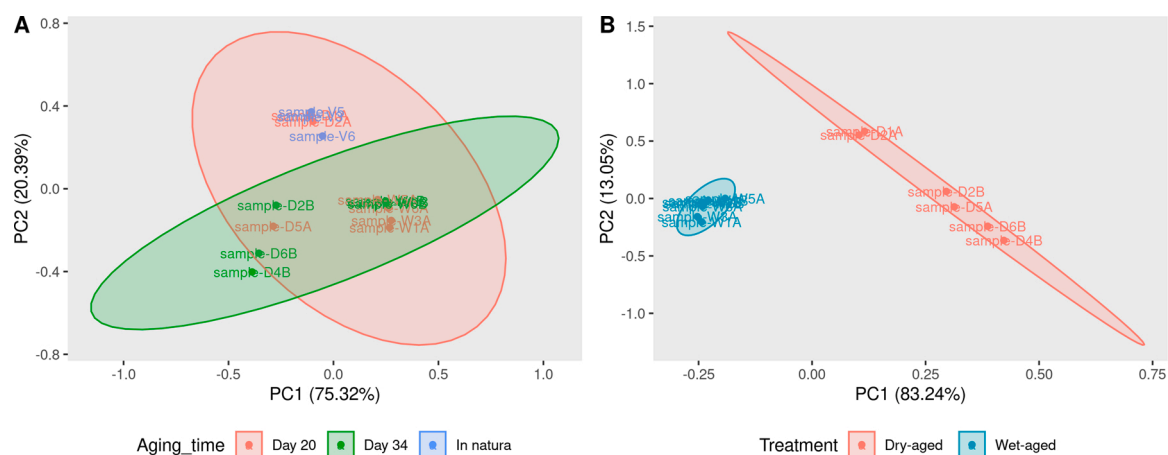 A
B
0.8
0.4
0.0
-0.4
-0.8
PC2 (20.39%)
sample-V5
sample-D2A
sample-V6
sample-D2B
sample-D5A
sample-D6B
sample-D4B
sample-W3A
sample-W1A
-1.0 -0.5 0.0 0.5 1.0
PC1 (75.32%)
Aging_time Day 20 Day 34 In natura
1.5
1.0
0.5
0.0
-0.5
-1.0
PC2 (13.05%)
sample-D1A
sample-D2A
sample-D2B
sample-D5A
sample-D6B
sample-D4B
sample-W1A
-0.25 0.00 0.25 0.50 0.75
PC1 (83.24%)
Treatment Dry-aged Wet-aged